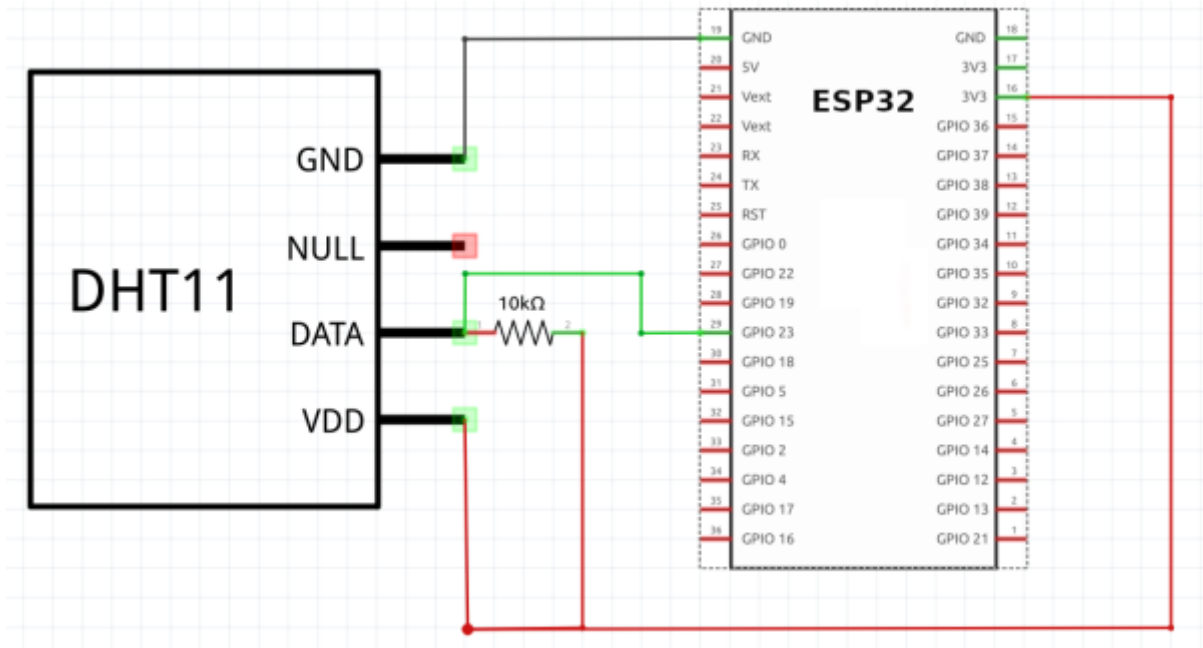 DHT11
GND
NULL
DATA
VDD
10kΩ
1
2
ESP32
19 GND
20 5V
21 Vext
22 Vext
23 RX
24 TX
25 RST
26 GPIO 0
27 GPIO 22
28 GPIO 19
29 GPIO 23
30 GPIO 18
31 GPIO 5
32 GPIO 15
33 GPIO 2
34 GPIO 4
35 GPIO 17
36 GPIO 16
GND 18
3V3 17
3V3 16
GPIO 36 15
GPIO 37 14
GPIO 38 13
GPIO 39 12
GPIO 34 11
GPIO 35 10
GPIO 32 9
GPIO 33 8
GPIO 25 7
GPIO 26 6
GPIO 27 5
GPIO 14 4
GPIO 12 3
GPIO 13 2
GPIO 21 1